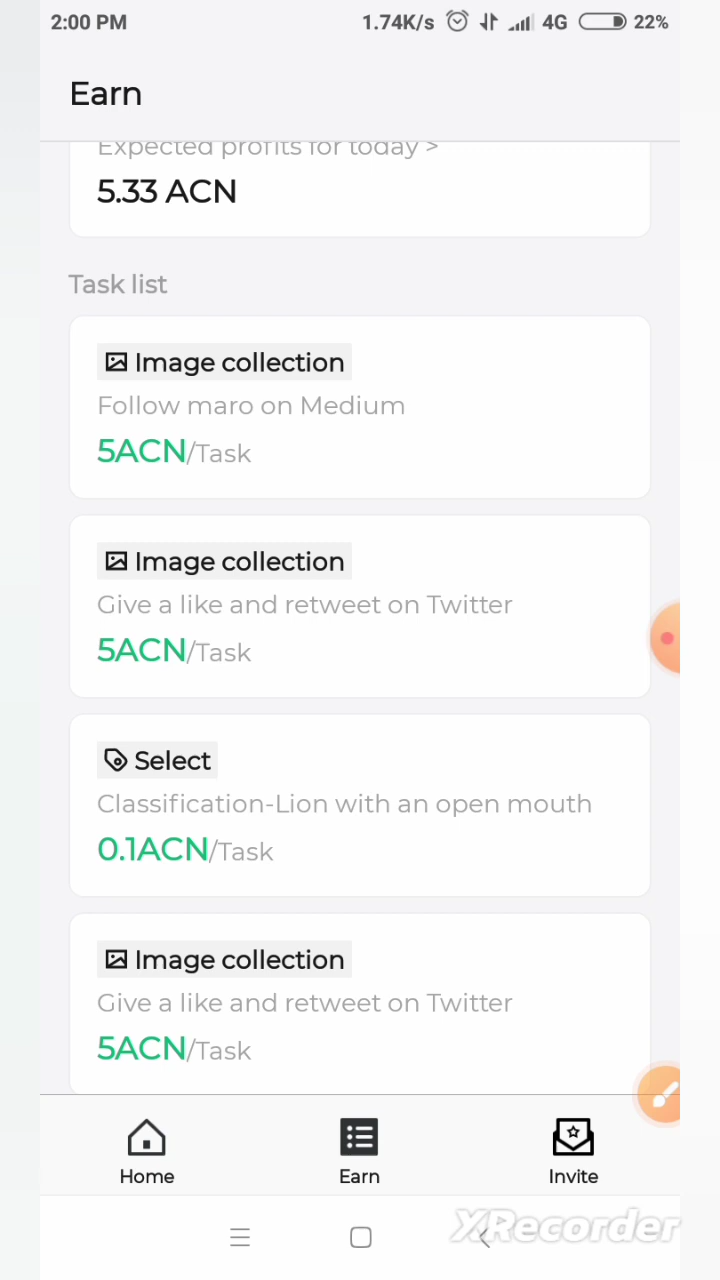 2:00 PM 1.74K/s 4G 22%
Earn
Expected profits for today >
5.33 ACN
Task list
Image collection
Follow maro on Medium
5ACN/Task
Image collection
Give a like and retweet on Twitter
5ACN/Task
Select
Classification-Lion with an open mouth
0.1ACN/Task
Image collection
Give a like and retweet on Twitter
5ACN/Task
Home Earn Invite
XRecorder